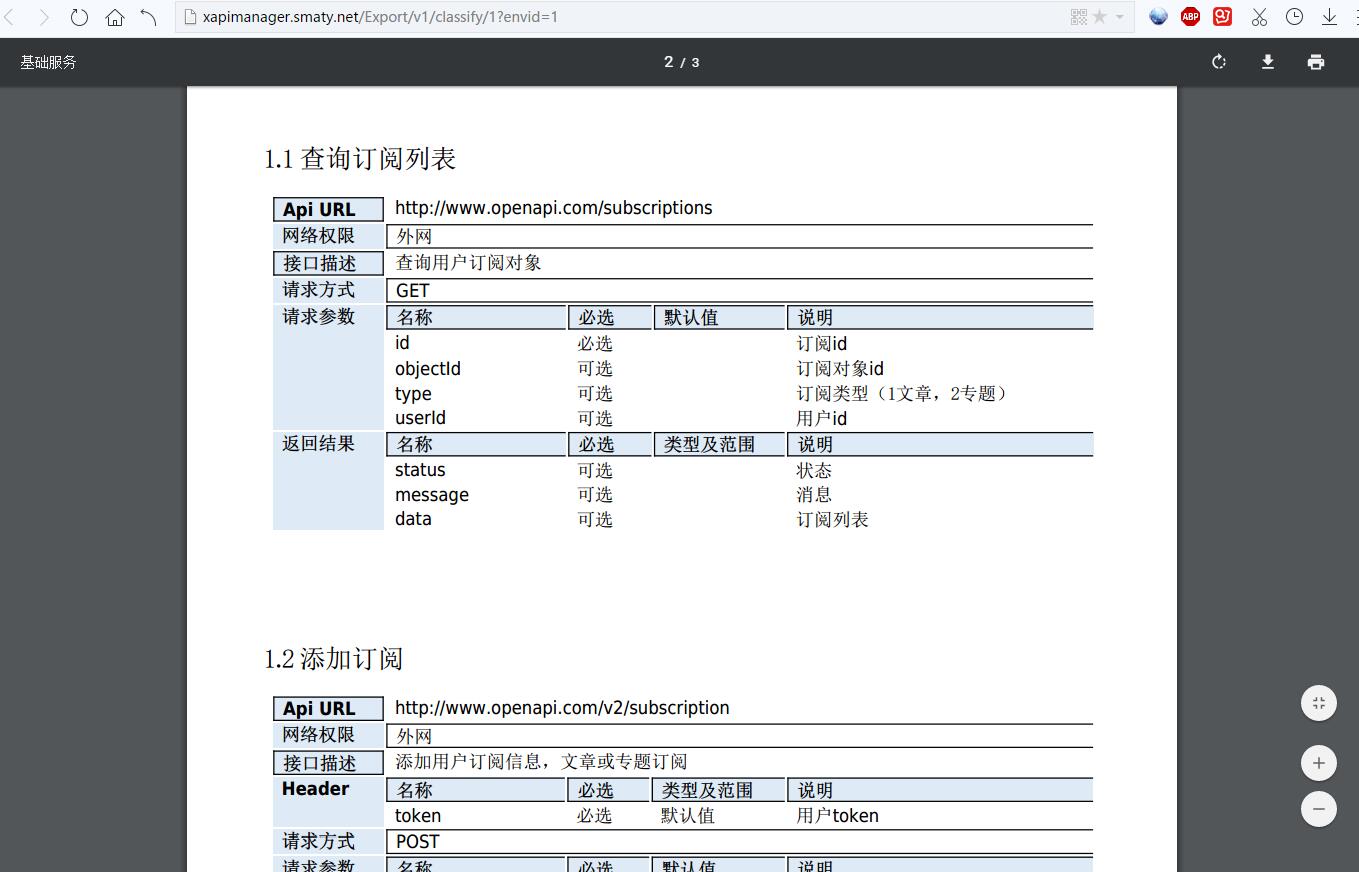 xapimanager.smaty.net/Export/v1/classify/1?envid=1
ABP
基础服务
2 / 3
1.1 查询订阅列表
Api URL http://www.openapi.com/subscriptions
网络权限 外网
接口描述 查询用户订阅对象
请求方式 GET
请求参数 名称 必选 默认值 说明
id 必选 订阅id
objectId 可选 订阅对象id
type 可选 订阅类型（1文章，2专题）
userId 可选 用户id
返回结果 名称 必选 类型及范围 说明
status 可选 状态
message 可选 消息
data 可选 订阅列表
1.2 添加订阅
Api URL http://www.openapi.com/v2/subscription
网络权限 外网
接口描述 添加用户订阅信息，文章或专题订阅
Header 名称 必选 类型及范围 说明
token 必选 默认值 用户token
请求方式 POST
请求参数 名称 必选 默认值 说明